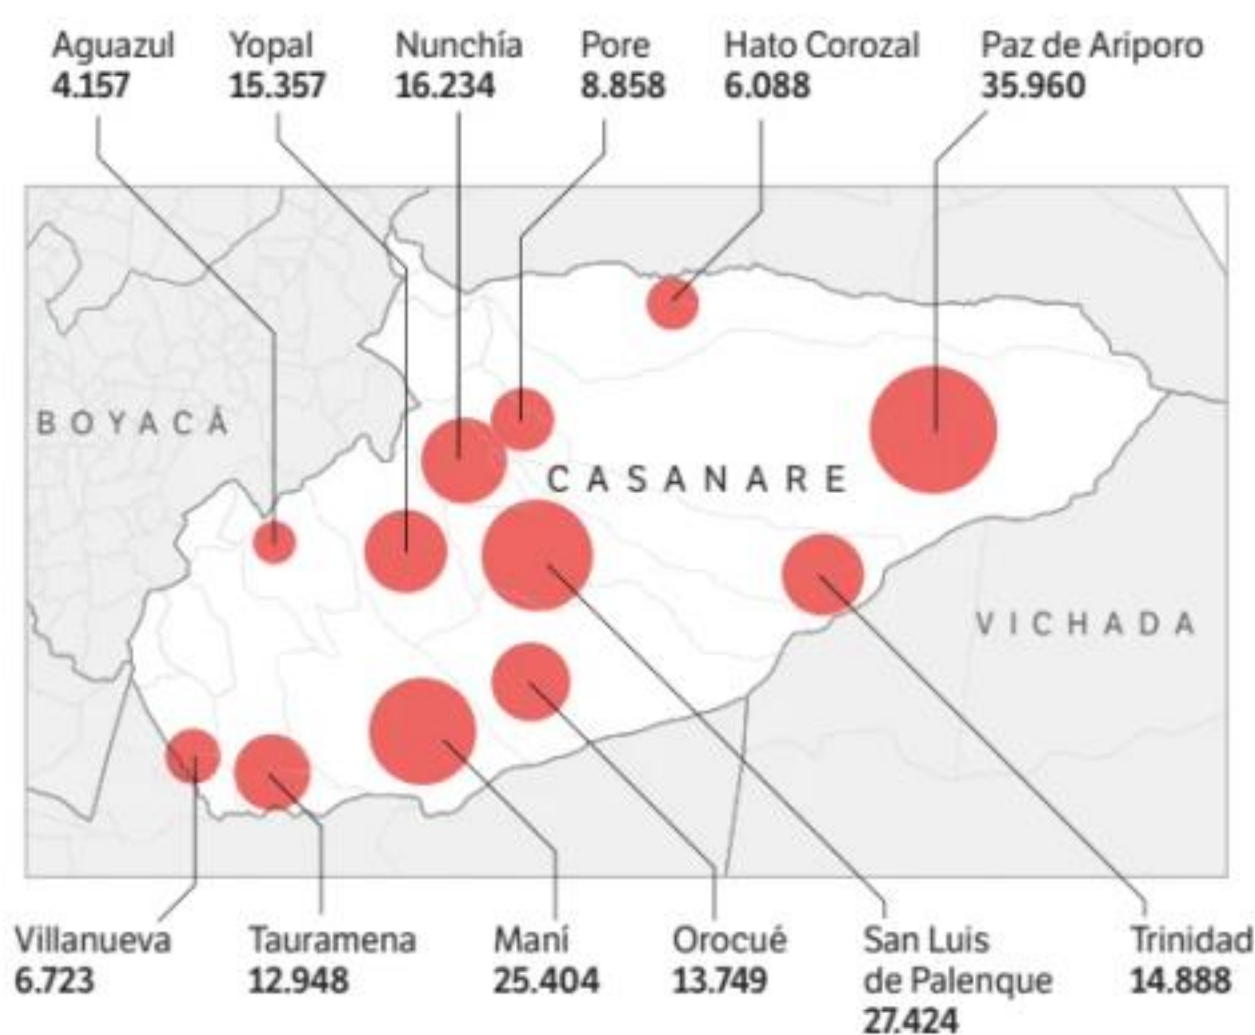 Aguazul
4.157
Yopal
15.357
Nunchía
16.234
Pore
8.858
Hato Corozal
6.088
Paz de Ariporo
35.960
BOYACÁ
CASANARE
VICHADA
Villanueva
6.723
Tauramena
12.948
Maní
25.404
Orocué
13.749
San Luis
de Palenque
27.424
Trinidad
14.888